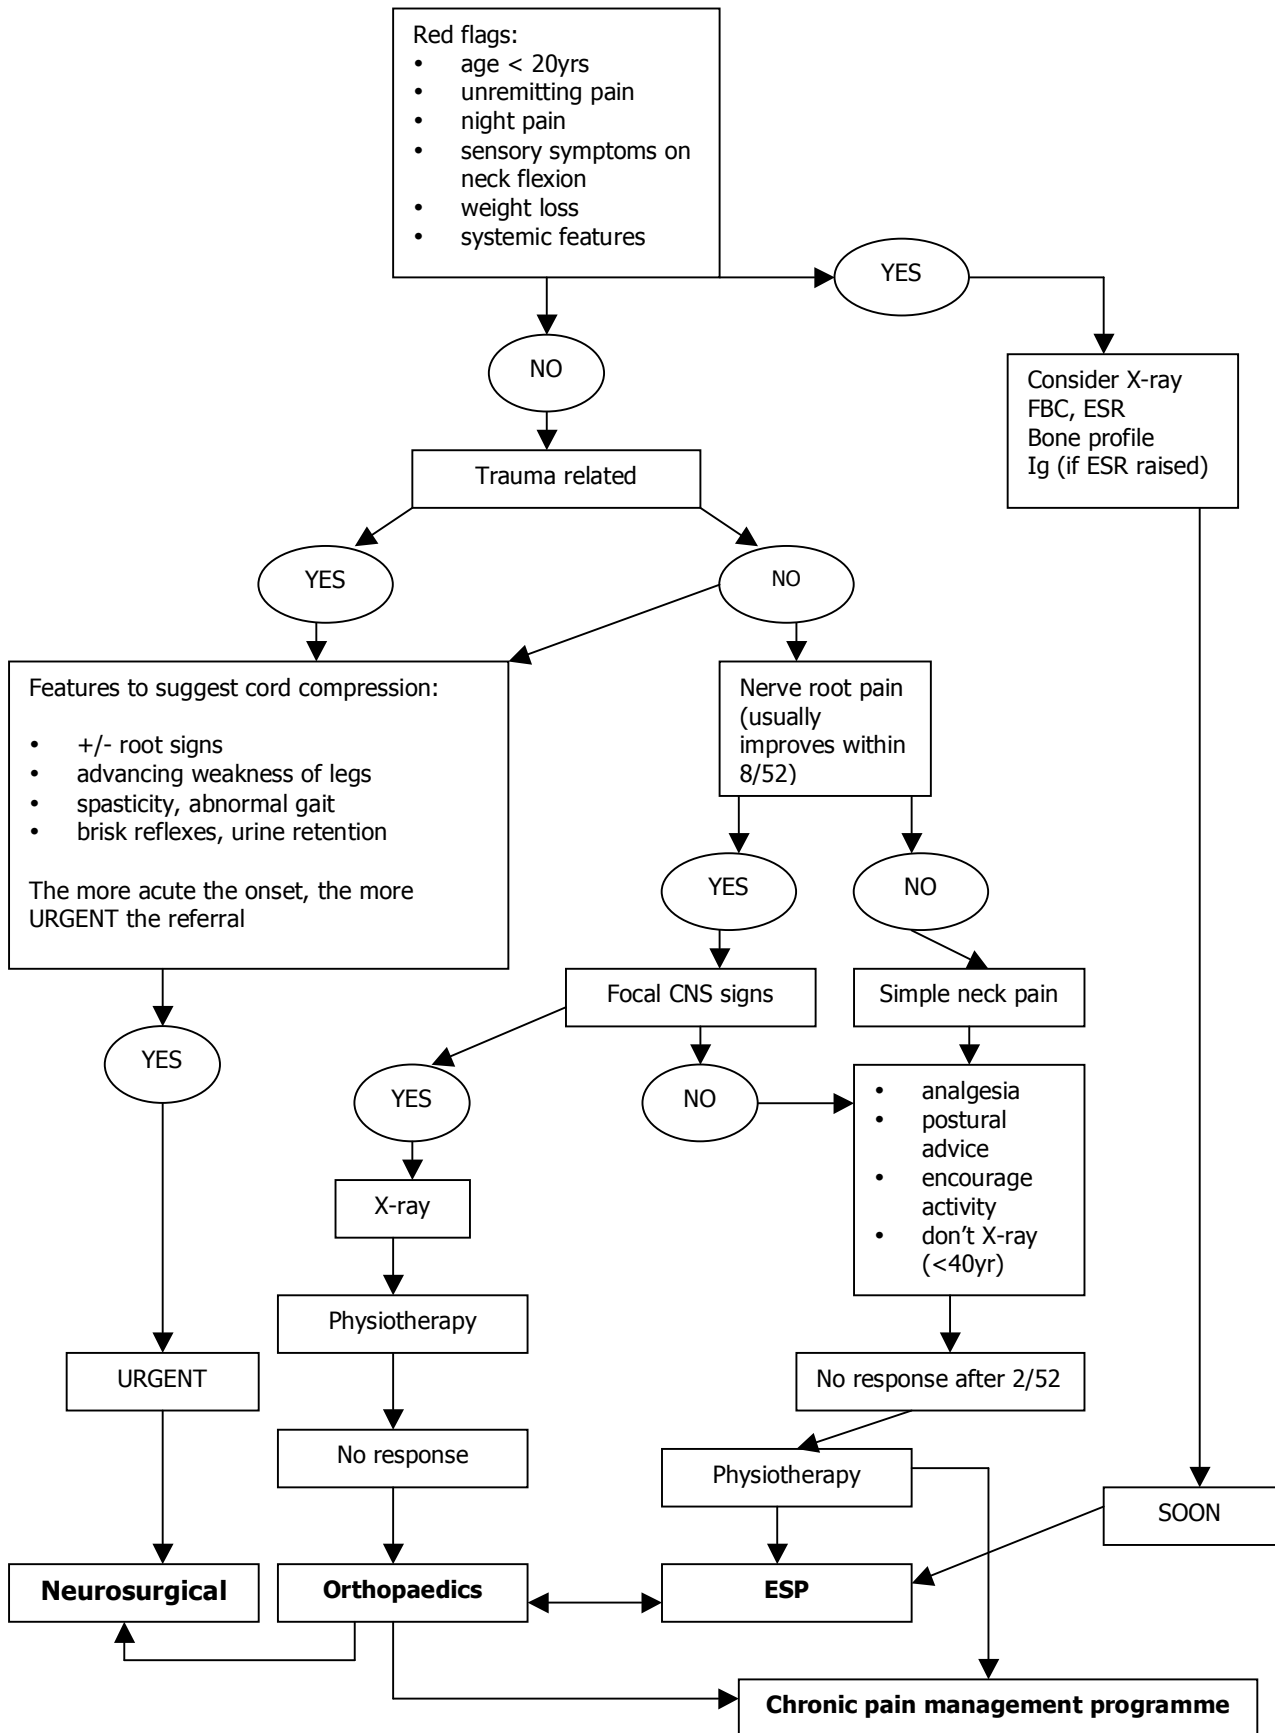 Red flags:
• age < 20yrs
• unremitting pain
• night pain
• sensory symptoms on
neck flexion
• weight loss
• systemic features
YES
NO
Consider X-ray
FBC, ESR
Bone profile
Ig (if ESR raised)
Trauma related
YES
NO
Features to suggest cord compression:
• +/- root signs
• advancing weakness of legs
• spasticity, abnormal gait
• brisk reflexes, urine retention
The more acute the onset, the more
URGENT the referral
Nerve root pain
(usually
improves within
8/52)
YES
NO
Focal CNS signs
Simple neck pain
YES
YES
NO
• analgesia
• postural
advice
• encourage
activity
• don’t X-ray
(<40yr)
X-ray
Physiotherapy
URGENT
No response after 2/52
No response
Physiotherapy
SOON
Neurosurgical
Orthopaedics
ESP
Chronic pain management programme